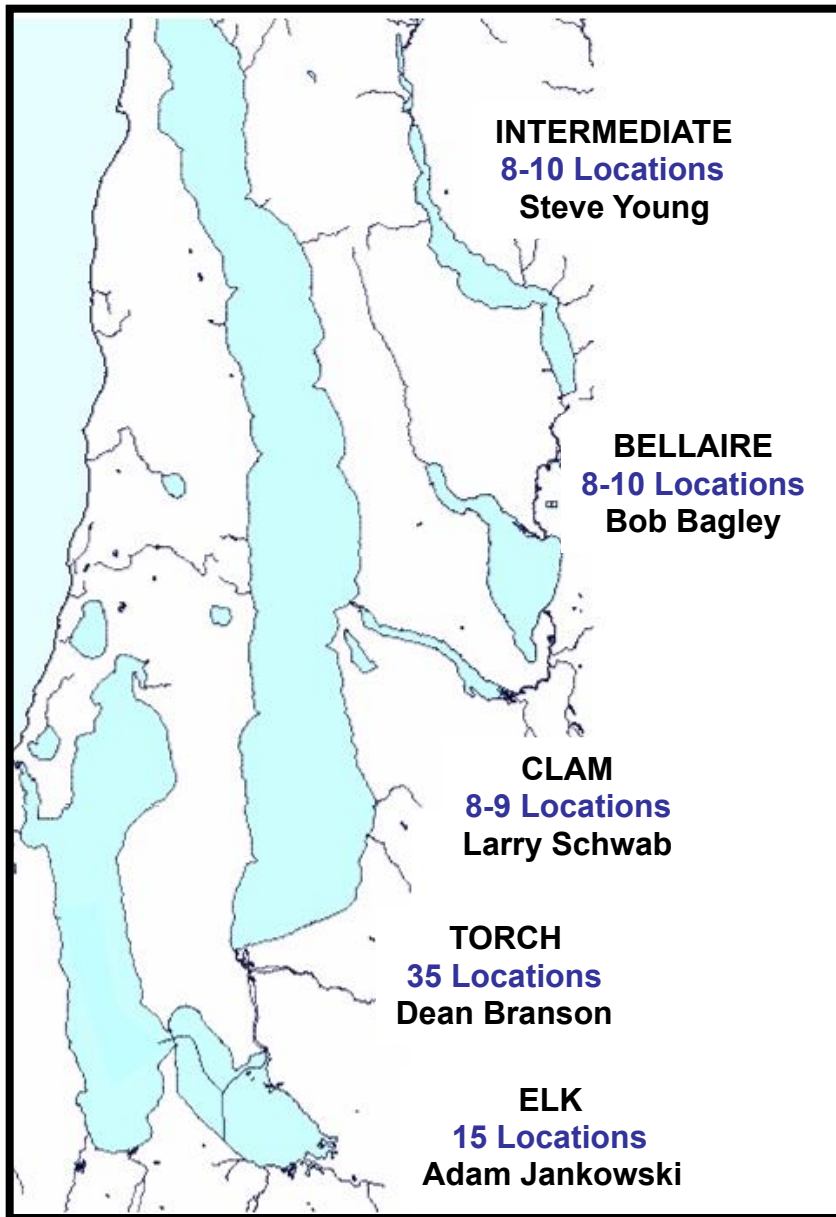 INTERMEDIATE
8-10 Locations
Steve Young
BELLAIRE
8-10 Locations
Bob Bagley
CLAM
8-9 Locations
Larry Schwab
TORCH
35 Locations
Dean Branson
ELK
15 Locations
Adam Jankowski